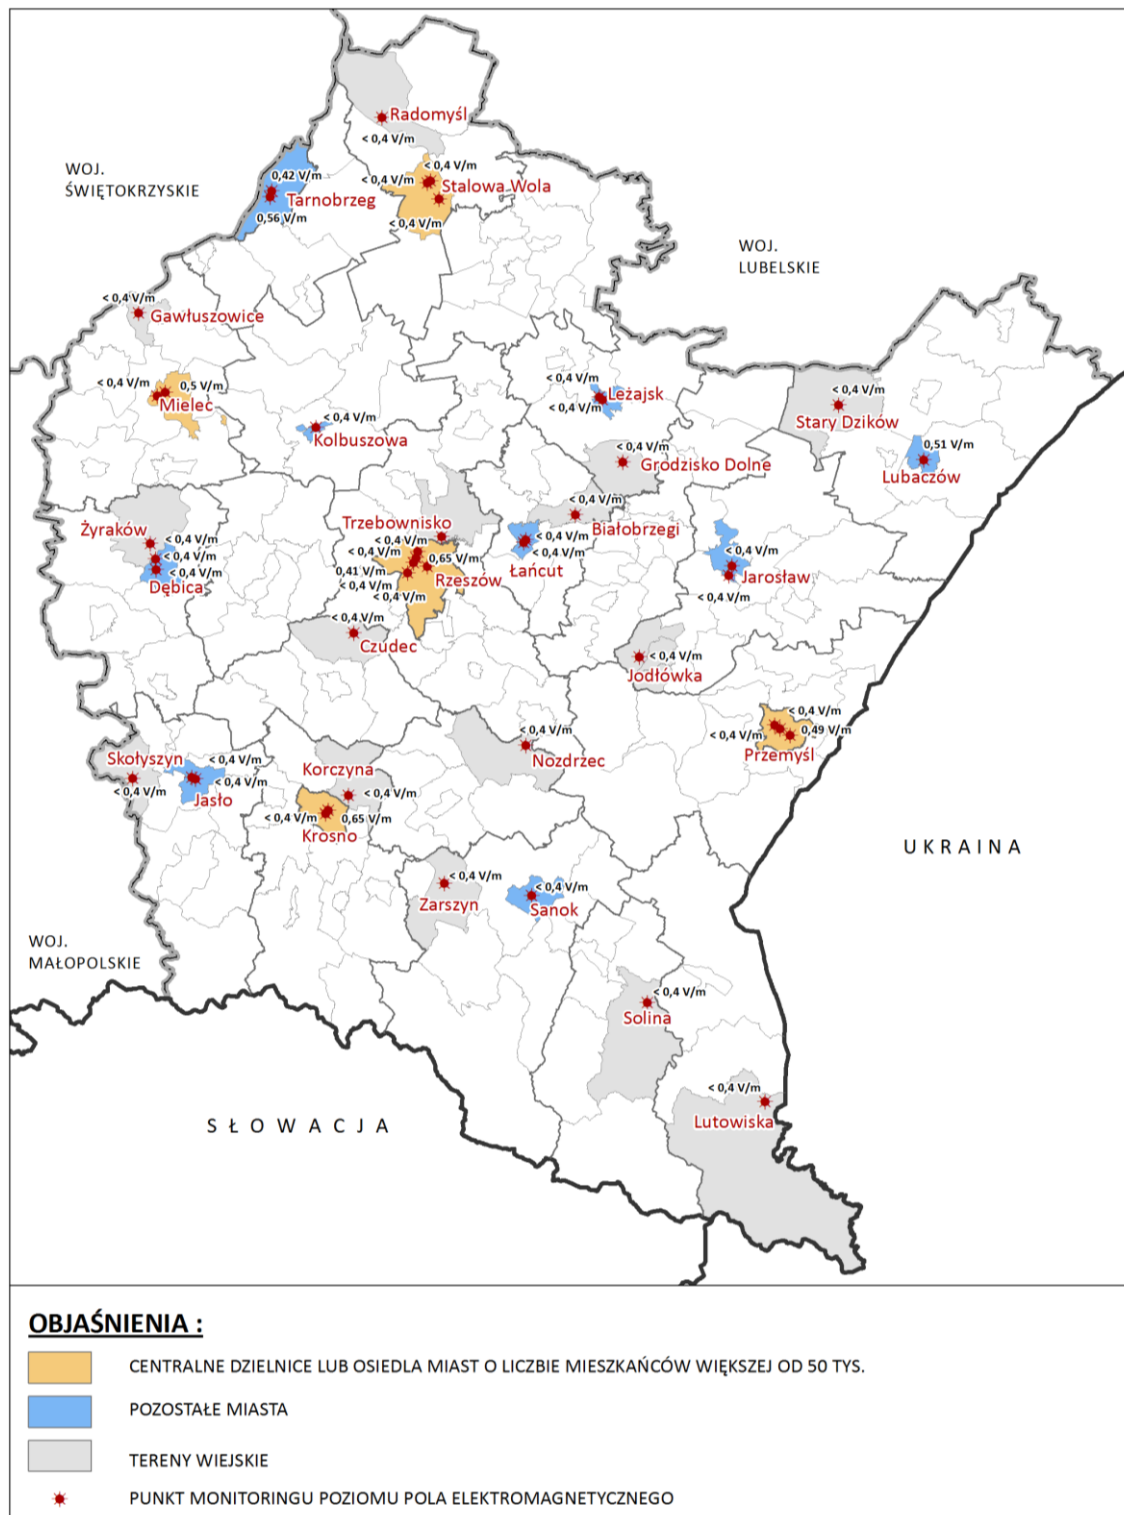 Radomyśl
< 0,4 V/m
WOJ.
ŚWIĘTOKRZYSKIE
0,42 V/m
Tarnobrzeg
0,56 V/m
< 0,4 V/m
< 0,4 V/m
Stalowa Wola
< 0,4 V/m
WOJ.
LUBELSKIE
< 0,4 V/m
Gawłuszowice
< 0,4 V/m
0,5 V/m
Mielec
< 0,4 V/m
Kolbuszowa
< 0,4 V/m
Leżajsk
< 0,4 V/m
< 0,4 V/m
Stary Dzików
0,51 V/m
Lubaczów
< 0,4 V/m
Grodzisko Dolne
< 0,4 V/m
Białobrzegi
Żyraków
< 0,4 V/m
< 0,4 V/m
< 0,4 V/m
Dębica
Trzebownisko
< 0,4 V/m
< 0,4 V/m
0,65 V/m
0,41 V/m
Rzeszów
< 0,4 V/m
< 0,4 V/m
< 0,4 V/m
< 0,4 V/m
Łańcut
< 0,4 V/m
Jarosław
< 0,4 V/m
< 0,4 V/m
Czudec
< 0,4 V/m
Jodłówka
< 0,4 V/m
< 0,4 V/m
0,49 V/m
Przemyśl
< 0,4 V/m
Nozdrzec
Skołyszyn
< 0,4 V/m
< 0,4 V/m
< 0,4 V/m
Jasło
Korczyna
< 0,4 V/m
< 0,4 V/m
0,65 V/m
Krosno
UKRAINA
< 0,4 V/m
Zarszyn
< 0,4 V/m
Sanok
WOJ.
MAŁOPOLSKIE
< 0,4 V/m
Solina
< 0,4 V/m
Lutowiska
SŁOWACJA
OBJAŚNIENIA :
CENTRALNE DZIELNICE LUB OSIEDLA MIAST O LICZBIE MIESZKAŃCÓW WIĘKSZEJ OD 50 TYS.
POZOSTAŁE MIASTA
TERENY WIEJSKIE
PUNKT MONITORINGU POZIOMU POLA ELEKTROMAGNETYCZNEGO